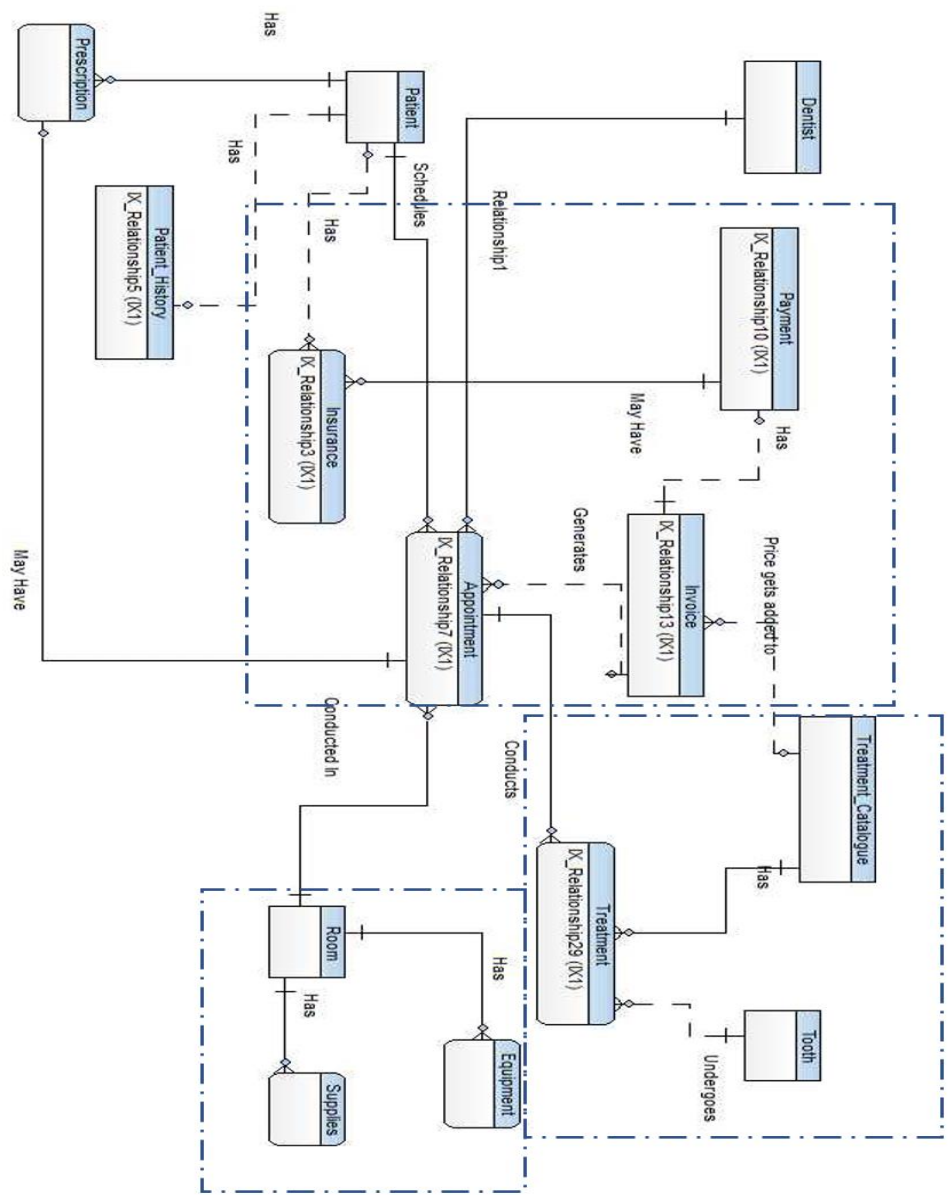 Dentist
Relationship1
Payment
IX_Relationship10 (IX1)
Has
May Have
Invoice
IX_Relationship13 (IX1)
Generates
Price gets added to
Treatment_Catalogue
Has
Tooth
Undergoes
Treatment
IX_Relationship29 (IX1)
Conducts
Patient
Schedules
Has
Has
Has
Prescription
Patient_History
IX_Relationship5 (IX1)
Insurance
IX_Relationship3 (IX1)
Appointment
IX_Relationship7 (IX1)
May Have
Conducted In
Room
Has
Equipment
Has
Supplies